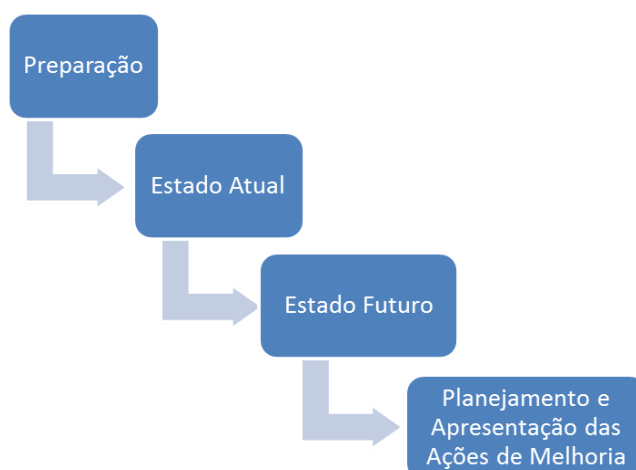 Preparação
Estado Atual
Estado Futuro
Planejamento e
Apresentação das
Ações de Melhoria